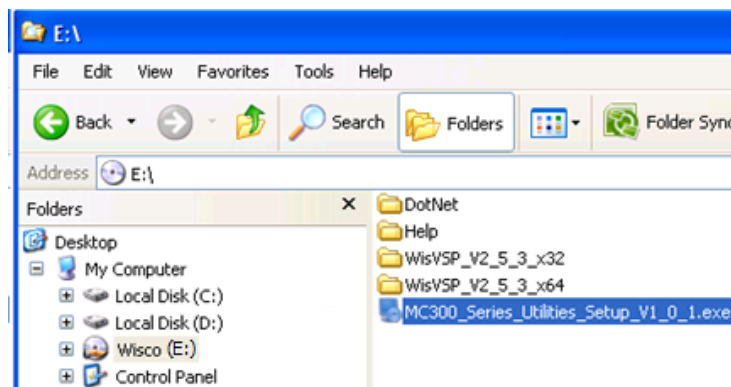 E:\
File Edit View Favorites Tools Help
Back Search Folders Folder Sync
Address E:\
Folders X
Desktop
My Computer
Local Disk (C:)
Local Disk (D:)
Wisco (E:)
Control Panel
DotNet
Help
WisVSP_V2_5_3_x32
WisVSP_V2_5_3_x64
MC300_Series_Utilities_Setup_V1_0_1.exe